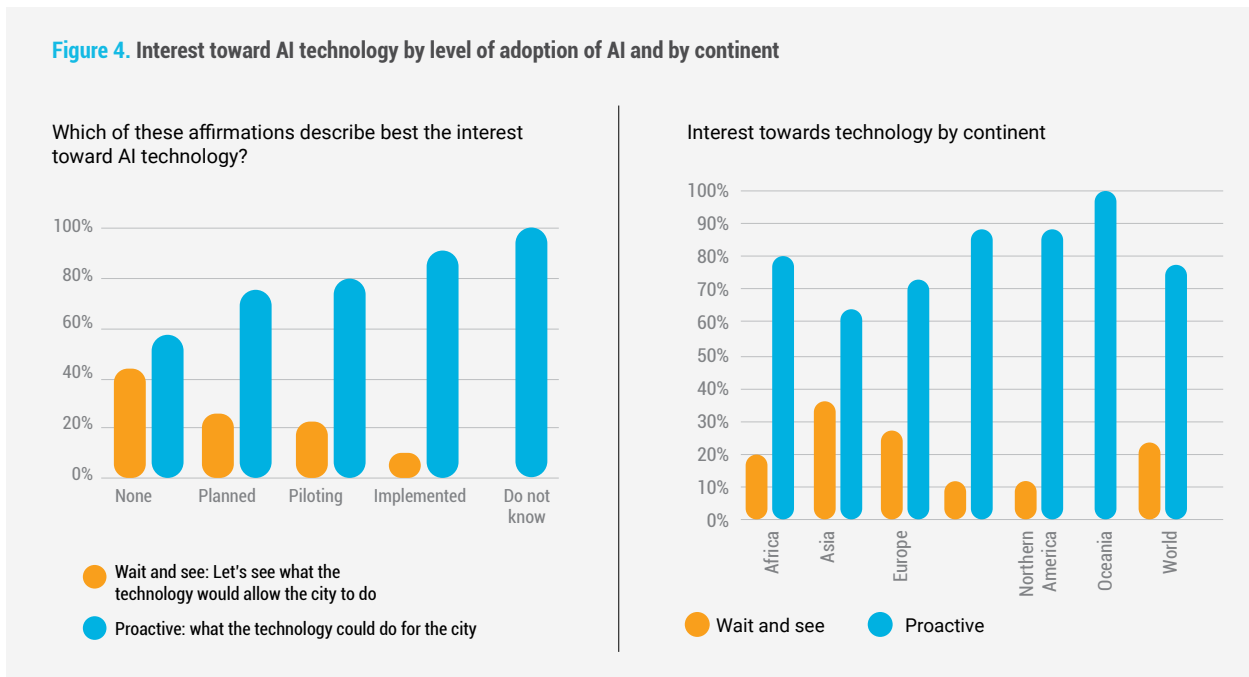 Figure 4. Interest toward AI technology by level of adoption of AI and by continent
Which of these affirmations describe best the interest
toward AI technology?
100%
80%
60%
40%
20%
0%
None
Planned
Piloting
Implemented
Do not
know
Wait and see: Let's see what the
technology would allow the city to do
Proactive: what the technology could do for the city
Interest towards technology by continent
100%
90%
80%
70%
60%
50%
40%
30%
20%
10%
0%
Africa
Asia
Europe
Northern
America
Oceania
World
Wait and see
Proactive